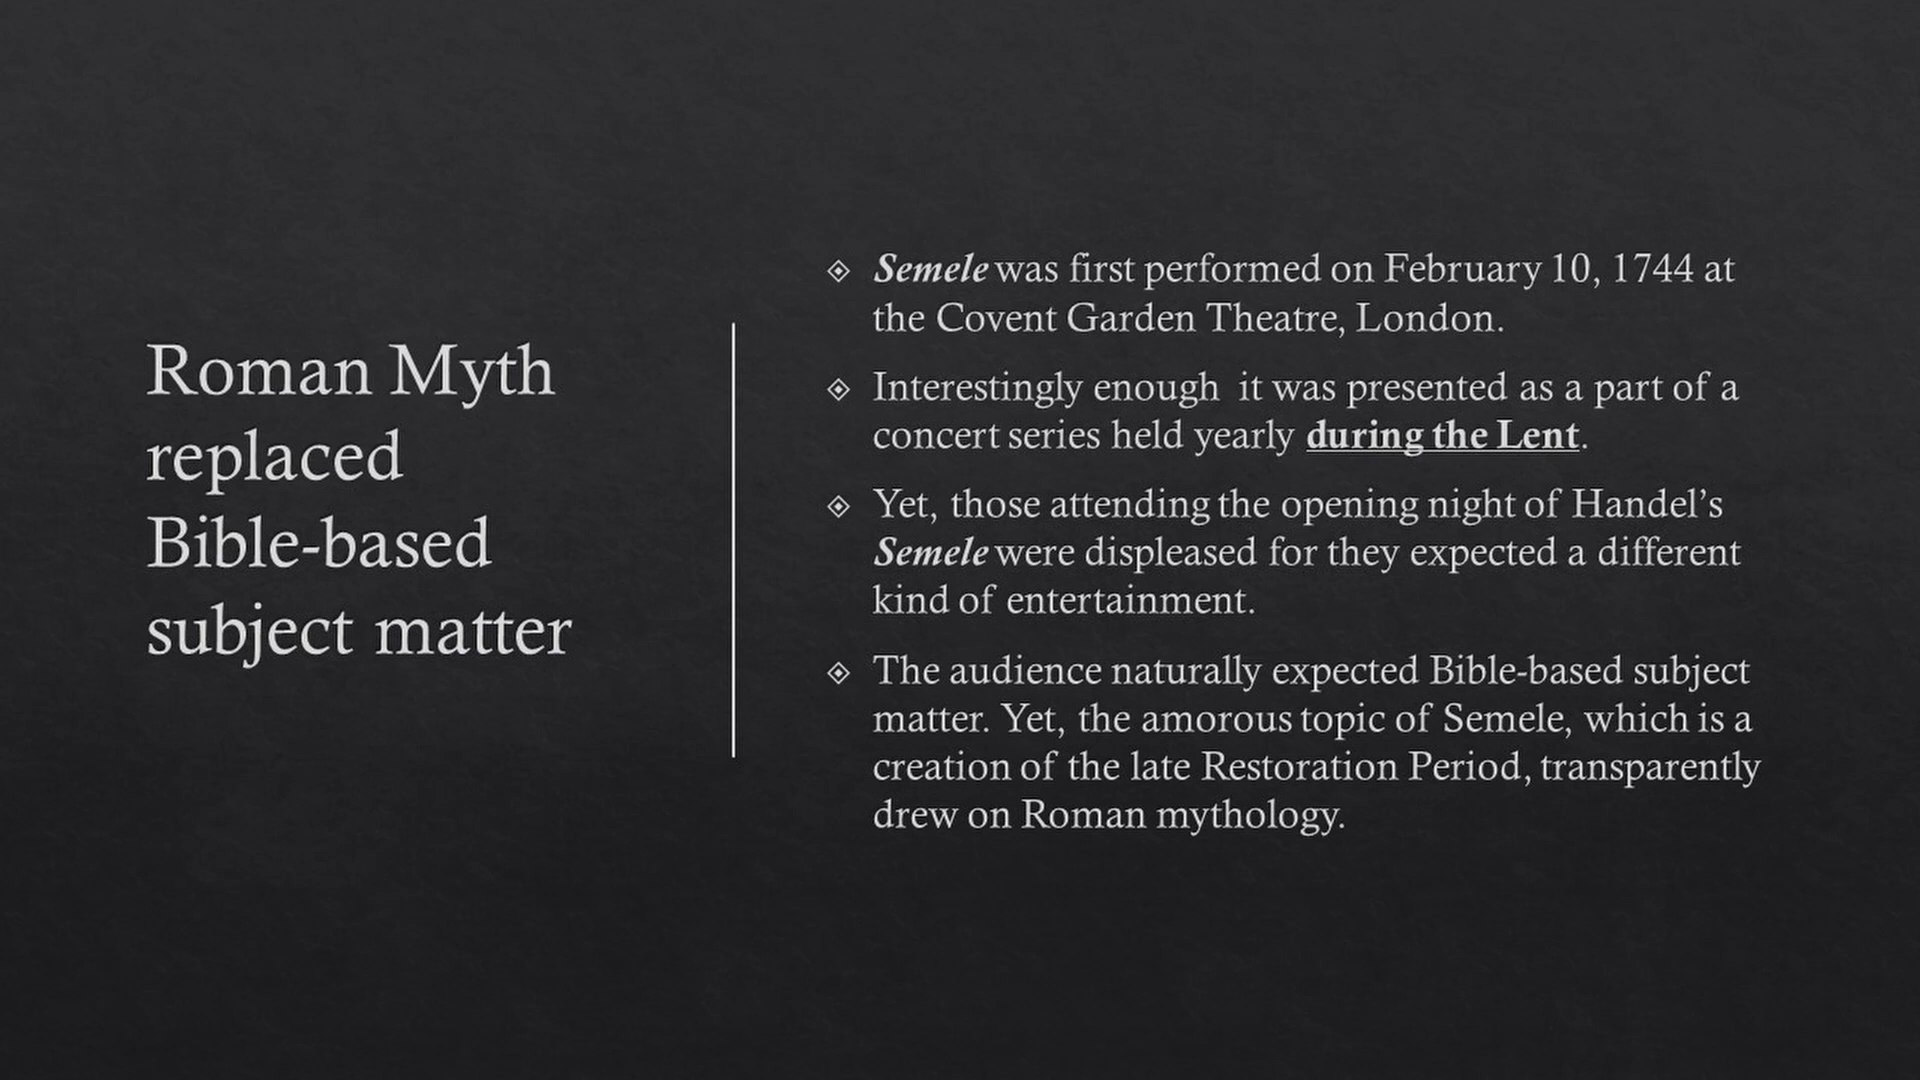 Roman Myth
replaced
Bible-based
subject matter
Semele was first performed on February 10, 1744 at
the Covent Garden Theatre, London.
Interestingly enough it was presented as a part of a
concert series held yearly during the Lent.
Yet, those attending the opening night of Handel’s
Semele were displeased for they expected a different
kind of entertainment.
The audience naturally expected Bible-based subject
matter. Yet, the amorous topic of Semele, which is a
creation of the late Restoration Period, transparently
drew on Roman mythology.